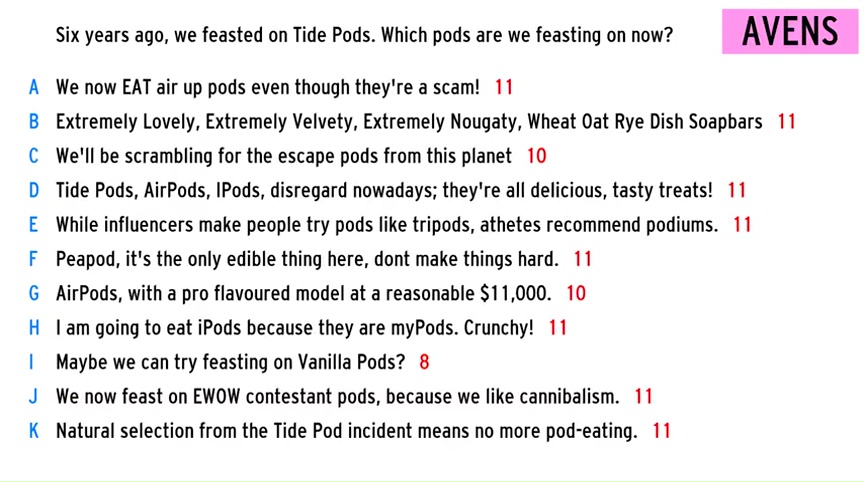 Six years ago, we feasted on Tide Pods. Which pods are we feasting on now?
AVENS
A We now EAT air up pods even though they're a scam! 11
B Extremely Lovely, Extremely Velvety, Extremely Nougaty, Wheat Oat Rye Dish Soapbars 11
C We'll be scrambling for the escape pods from this planet 10
D Tide Pods, AirPods, IPods, disregard nowadays; they're all delicious, tasty treats! 11
E While influencers make people try pods like tripods, athetes recommend podiums. 11
F Peapod, it's the only edible thing here, dont make things hard. 11
G AirPods, with a pro flavoured model at a reasonable $11,000. 10
H I am going to eat iPods because they are myPods. Crunchy! 11
I Maybe we can try feasting on Vanilla Pods? 8
J We now feast on EWOW contestant pods, because we like cannibalism. 11
K Natural selection from the Tide Pod incident means no more pod-eating. 11